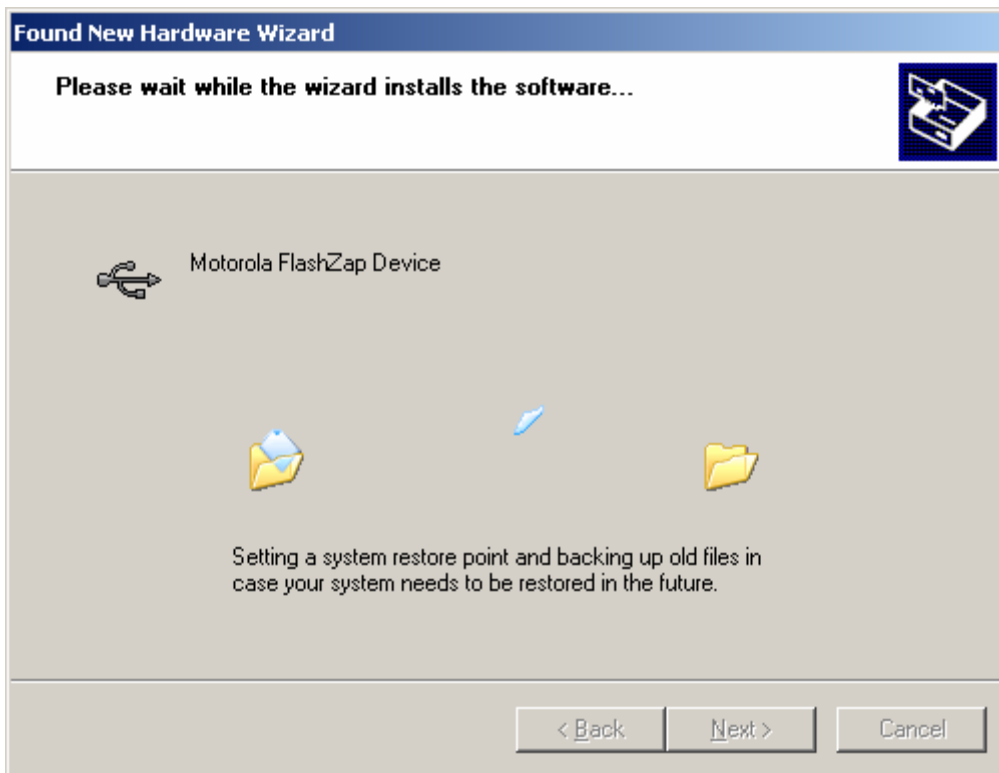 Found New Hardware Wizard
Please wait while the wizard installs the software...
Motorola FlashZap Device
Setting a system restore point and backing up old files in
case your system needs to be restored in the future.
< Back
Next >
Cancel